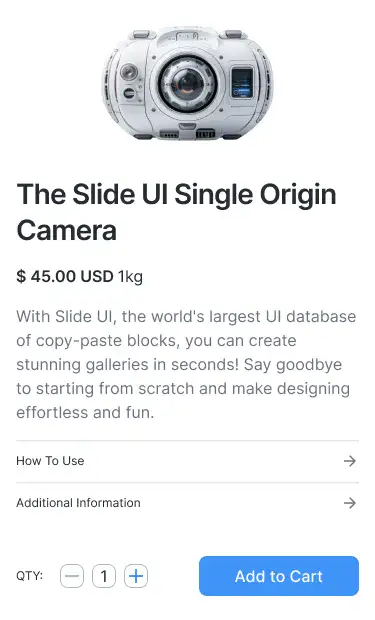 The Slide UI Single Origin
Camera
$ 45.00 USD 1kg
With Slide UI, the world's largest UI database
of copy-paste blocks, you can create
stunning galleries in seconds! Say goodbye
to starting from scratch and make designing
effortless and fun.
How To Use
Additional Information
QTY: 1 Add to Cart